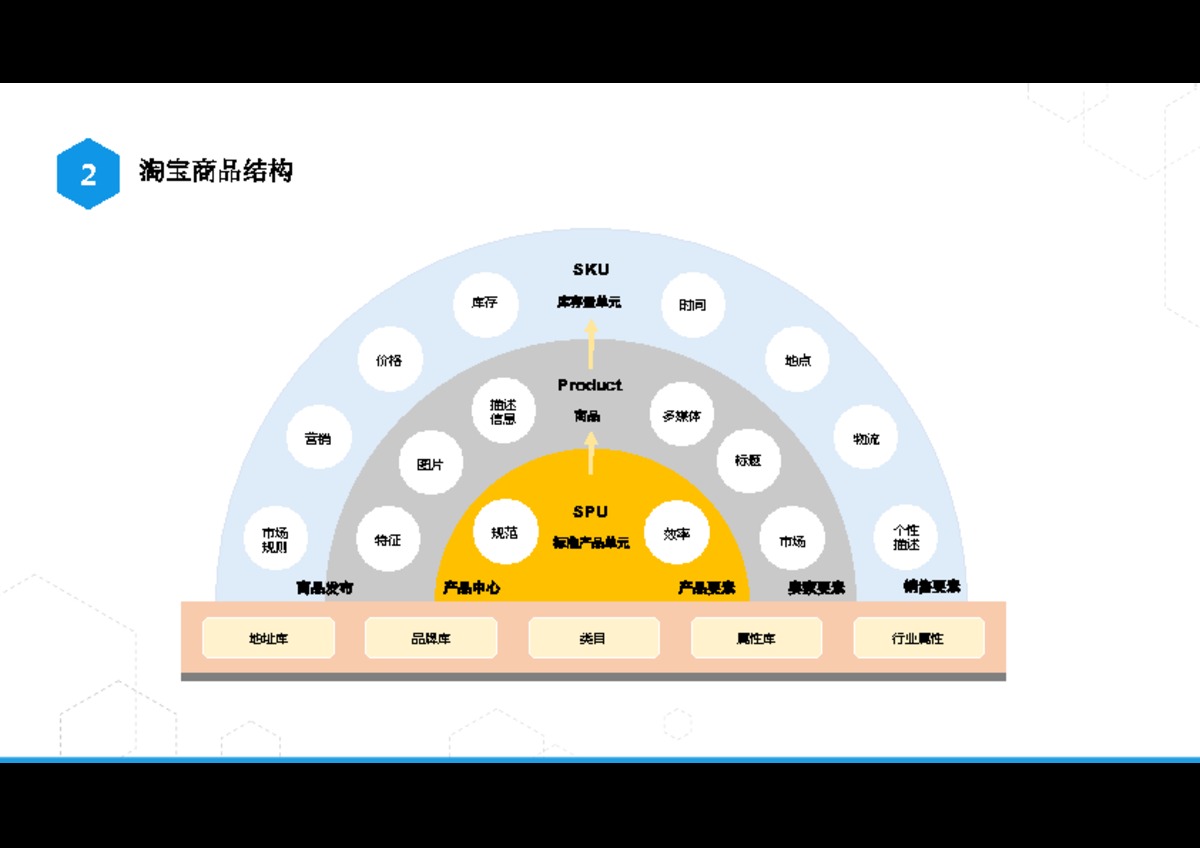 2
淘宝商品结构
SKU
库存量单元
库存
时间
价格
地点
营销
物流
市场
规则
个性
描述
Product
商品
描述
信息
多媒体
图片
标题
特征
市场
SPU
标准产品单元
规范
效率
商品发布
产品中心
产品要素
卖家要素
销售要素
地址库
品牌库
类目
属性库
行业属性